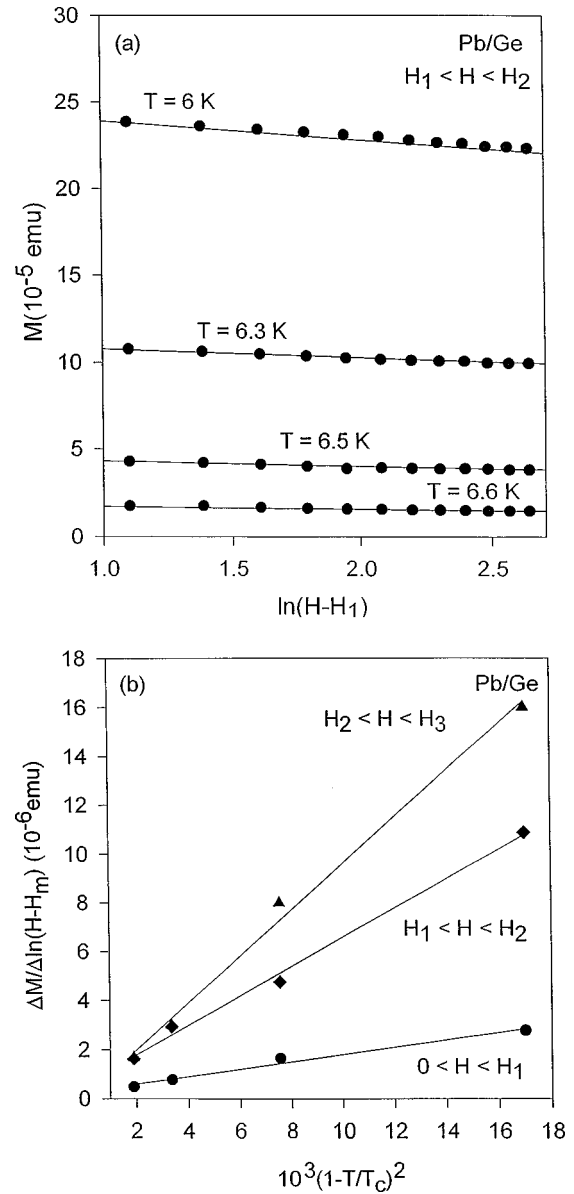 (a)
Pb/Ge
H1 < H < H2
T = 6 K
T = 6.3 K
T = 6.5 K
T = 6.6 K
M(10-5 emu)
30
25
20
15
10
5
0
1.0
1.5
2.0
2.5
ln(H-H1)
(b)
Pb/Ge
H2 < H < H3
H1 < H < H2
0 < H < H1
ΔM/Δln(H-Hm) (10-6emu)
18
16
14
12
10
8
6
4
2
0
2
4
6
8
10
12
14
16
18
103(1-T/Tc)2